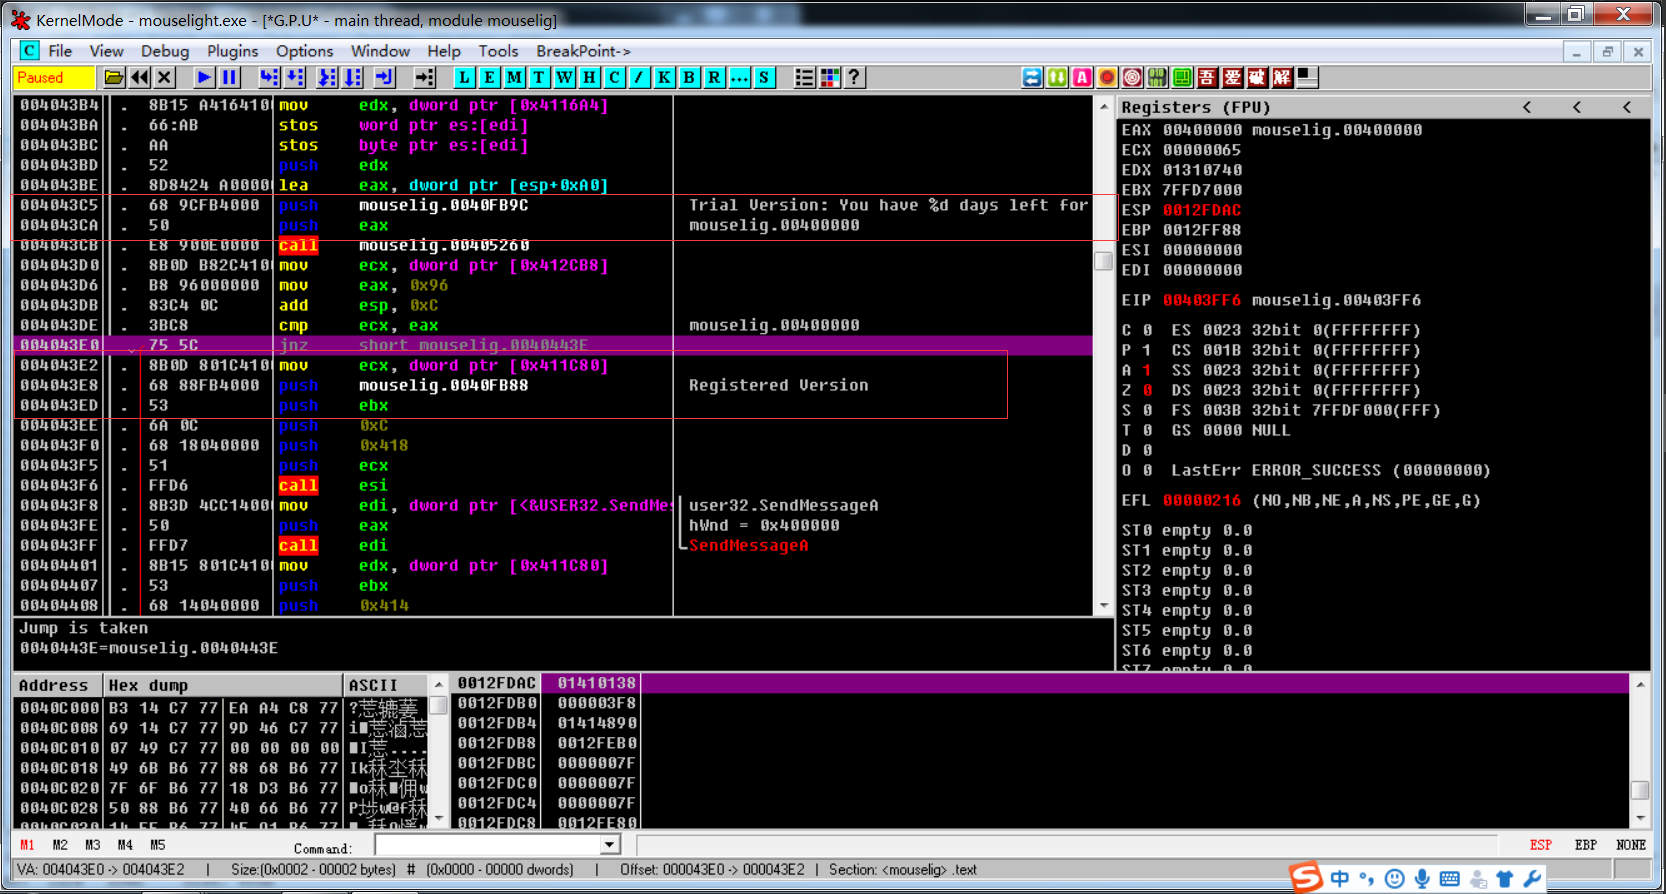 KernelMode - mouselight.exe - [*G.P.U* - main thread, module mouselig]
C File View Debug Plugins Options Window Help Tools BreakPoint->
Paused L E M T W H C / K B R ... S ? A 吾 爱 破 解
004043B4 . 8B15 A416410 mov edx, dword ptr [0x4116A4]
004043BA . 66:AB stos word ptr es:[edi]
004043BC . AA stos byte ptr es:[edi]
004043BD . 52 push edx
004043BE . 8D8424 A0000 lea eax, dword ptr [esp+0xA0]
004043C5 . 68 9CFB4000 push mouselig.0040FB9C Trial Version: You have %d days left for
004043CA . 50 push eax mouselig.00400000
004043CB . E8 900E0000 call mouselig.00405260
004043D0 . 8B0D B82C410 mov ecx, dword ptr [0x412CB8]
004043D6 . B8 96000000 mov eax, 0x96
004043DB . 83C4 0C add esp, 0xC
004043DE . 3BC8 cmp ecx, eax mouselig.00400000
004043E0 . 75 5C jnz short mouselig.0040443E
004043E2 . 8B0D 801C410 mov ecx, dword ptr [0x411C80]
004043E8 . 68 88FB4000 push mouselig.0040FB88 Registered Version
004043ED . 53 push ebx
004043EE . 6A 0C push 0xC
004043F0 . 68 18040000 push 0x418
004043F5 . 51 push ecx
004043F6 . FFD6 call esi
004043F8 . 8B3D 4CC1400 mov edi, dword ptr [<&USER32.SendMes user32.SendMessageA
004043FE . 50 push eax hWnd = 0x400000
004043FF . FFD7 call edi SendMessageA
00404401 . 8B15 801C410 mov edx, dword ptr [0x411C80]
00404407 . 53 push ebx
00404408 . 68 14040000 push 0x414
Jump is taken
0040443E=mouselig.0040443E
Registers (FPU) < < <
EAX 00400000 mouselig.00400000
ECX 00000065
EDX 01310740
EBX 7FFD7000
ESP 0012FDAC
EBP 0012FF88
ESI 00000000
EDI 00000000
EIP 00403FF6 mouselig.00403FF6
C 0 ES 0023 32bit 0(FFFFFFFF)
P 1 CS 001B 32bit 0(FFFFFFFF)
A 1 SS 0023 32bit 0(FFFFFFFF)
Z 0 DS 0023 32bit 0(FFFFFFFF)
S 0 FS 003B 32bit 7FFDF000(FFF)
T 0 GS 0000 NULL
D 0
O 0 LastErr ERROR_SUCCESS (00000000)
EFL 00000216 (NO,NB,NE,A,NS,PE,GE,G)
ST0 empty 0.0
ST1 empty 0.0
ST2 empty 0.0
ST3 empty 0.0
ST4 empty 0.0
ST5 empty 0.0
ST6 empty 0.0
ST7 empty 0.0
Address Hex dump ASCII
0040C000 B3 14 C7 77 EA A4 C8 77
0040C008 69 14 C7 77 9D 46 C7 77
0040C010 07 49 C7 77 00 00 00 00
0040C018 49 6B B6 77 88 68 B6 77
0040C020 7F 6F B6 77 18 D3 B6 77
0040C028 50 88 B6 77 40 66 B6 77
0012FDAC 01410138
0012FDB0 000003F8
0012FDB4 01414890
0012FDB8 0012FEB0
0012FDBC 0000007F
0012FDC0 0000007F
0012FDC4 0000007F
0012FDC8 0012FE80
M1 M2 M3 M4 M5 Command: ESP EBP NONE
VA: 004043E0 -> 004043E2 | Size:(0x0002 - 00002 bytes) # (0x0000 - 00000 dwords) | Offset: 000043E0 -> 000043E2 | Section: <mouselig> .text
S 中